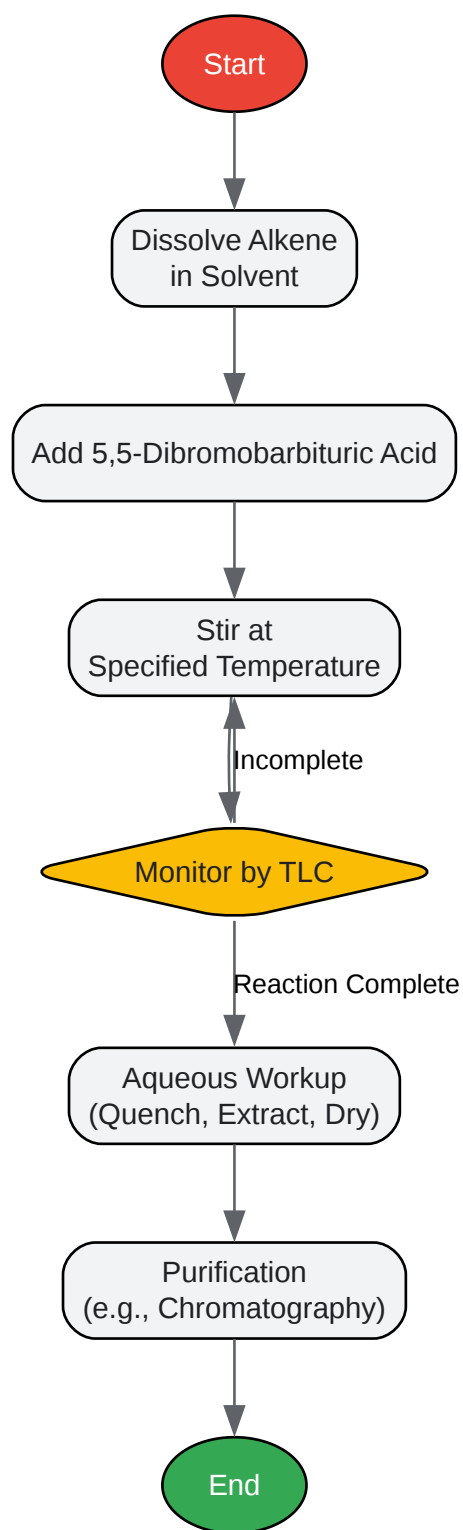 Start
Dissolve Alkene
in Solvent
Add 5,5-Dibromobarbituric Acid
Stir at
Specified Temperature
Incomplete
Monitor by TLC
Reaction Complete
Aqueous Workup
(Quench, Extract, Dry)
Purification
(e.g., Chromatography)
End